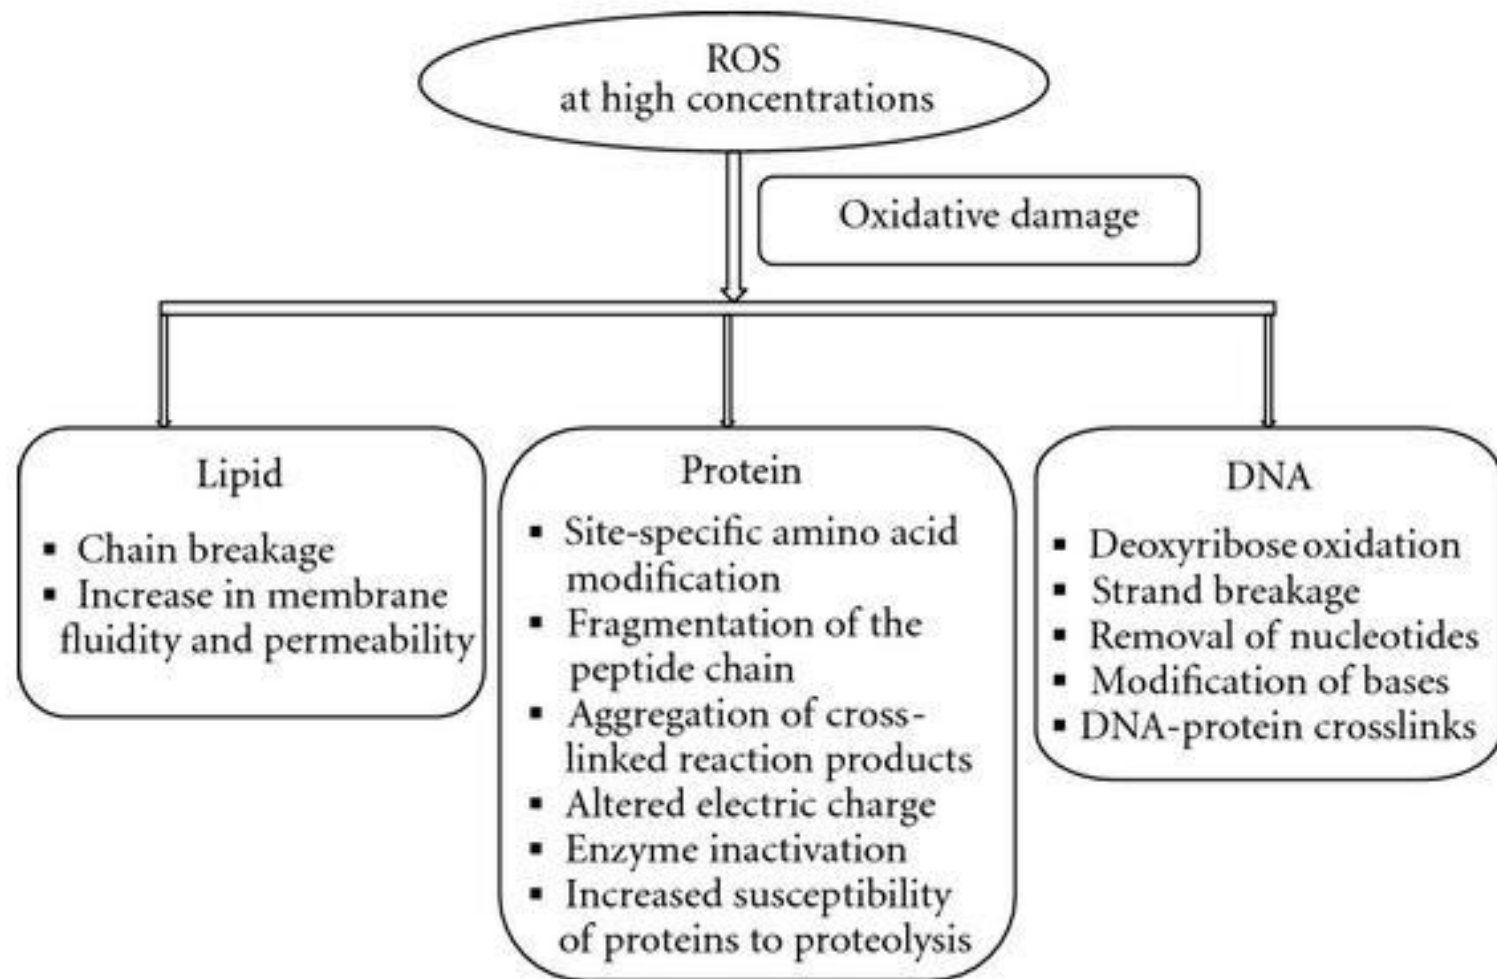 ROS
at high concentrations
Oxidative damage
Lipid
▪ Chain breakage
▪ Increase in membrane
fluidity and permeability
Protein
▪ Site-specific amino acid
modification
▪ Fragmentation of the
peptide chain
▪ Aggregation of cross-
linked reaction products
▪ Altered electric charge
▪ Enzyme inactivation
▪ Increased susceptibility
of proteins to proteolysis
DNA
▪ Deoxyribose oxidation
▪ Strand breakage
▪ Removal of nucleotides
▪ Modification of bases
▪ DNA-protein crosslinks